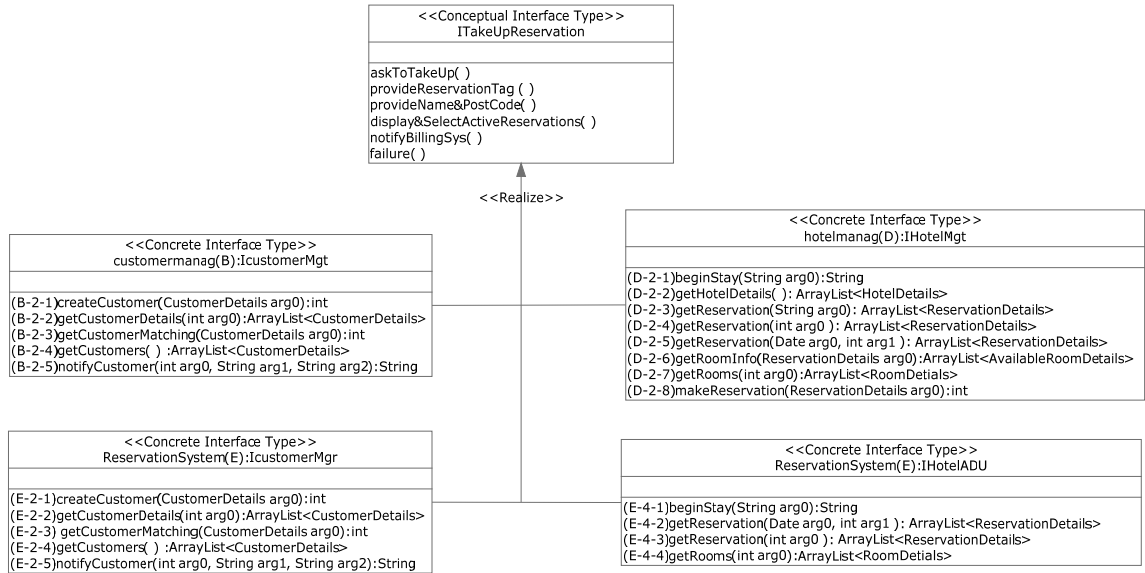 <<Conceptual Interface Type>>
ITakeUpReservation
askToTakeUp( )
provideReservationTag ( )
provideName&PostCode( )
display&SelectActiveReservations( )
notifyBillingSys( )
failure( )
<<Realize>>
<<Concrete Interface Type>>
customermanag(B):IcustomerMgt
(B-2-1)createCustomer(CustomerDetails arg0):int
(B-2-2)getCustomerDetails(int arg0):ArrayList<CustomerDetails>
(B-2-3)getCustomerMatching(CustomerDetails arg0):int
(B-2-4)getCustomers( ) :ArrayList<CustomerDetails>
(B-2-5)notifyCustomer(int arg0, String arg1, String arg2):String
<<Concrete Interface Type>>
hotelmanag(D):IHotelMgt
(D-2-1)beginStay(String arg0):String
(D-2-2)getHotelDetails( ): ArrayList<HotelDetails>
(D-2-3)getReservation(String arg0): ArrayList<ReservationDetails>
(D-2-4)getReservation(int arg0 ): ArrayList<ReservationDetails>
(D-2-5)getReservation(Date arg0, int arg1 ): ArrayList<ReservationDetails>
(D-2-6)getRoomInfo(ReservationDetails arg0):ArrayList<AvailableRoomDetails>
(D-2-7)getRooms(int arg0):ArrayList<RoomDetials>
(D-2-8)makeReservation(ReservationDetails arg0):int
<<Concrete Interface Type>>
ReservationSystem(E):IcustomerMgr
(E-2-1)createCustomer(CustomerDetails arg0):int
(E-2-2)getCustomerDetails(int arg0):ArrayList<CustomerDetails>
(E-2-3) getCustomerMatching(CustomerDetails arg0):int
(E-2-4)getCustomers( ) :ArrayList<CustomerDetails>
(E-2-5)notifyCustomer(int arg0, String arg1, String arg2):String
<<Concrete Interface Type>>
ReservationSystem(E):IHotelADU
(E-4-1)beginStay(String arg0):String
(E-4-2)getReservation(Date arg0, int arg1 ): ArrayList<ReservationDetails>
(E-4-3)getReservation(int arg0 ): ArrayList<ReservationDetails>
(E-4-4)getRooms(int arg0):ArrayList<RoomDetials>